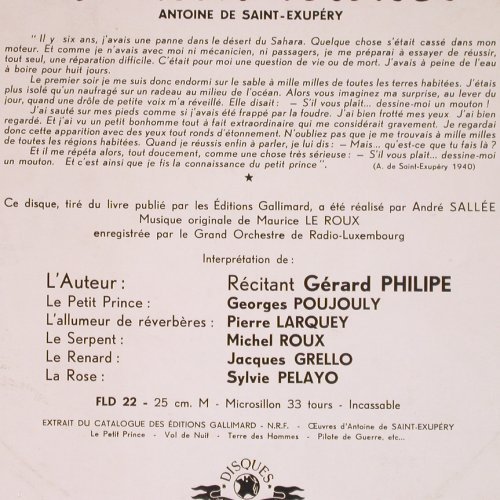 ANTOINE DE SAINT-EXUPÉRY
" Il y six ans, j'avais une panne dans le désert du Sahara. Quelque chose s'était cassé dans mon
moteur. Et comme je n'avais avec moi ni mécanicien, ni passagers, je me préparai à essayer de réussir,
tout seul, une réparation difficile. C'était pour moi une question de vie ou de mort. J'avais à peine de l'eau
à boire pour huit jours.
Le premier soir je me suis donc endormi sur le sable à mille milles de toutes les terres habitées. J'étais
plus isolé qu'un naufragé sur un radeau au milieu de l'océan. Alors vous imaginez ma surprise, au lever du
jour, quand une drôle de petite voix m'a réveillé. Elle disait : — S'il vous plaît... dessine-moi un mouton !
J'ai sauté sur mes pieds comme si j'avais été frappé par la foudre. J'ai bien frotté mes yeux. J'ai bien
regardé. Et j'ai vu un petit bonhomme tout à fait extraordinaire qui me considérait gravement. Je regardai
donc cette apparition avec des yeux tout ronds d'étonnement. N'oubliez pas que je me trouvais à mille milles
de toutes les régions habitées. Quand je réussis enfin à parler, je lui dis : — Mais... qu'est-ce que tu fais là ?
Et il me répéta alors, tout doucement, comme une chose très sérieuse : — S'il vous plaît... dessine-moi
un mouton. Et c'est ainsi que je fis la connaissance du petit prince ".
(A. de Saint-Exupéry 1940)
Ce disque, tiré du livre publié par les Éditions Gallimard, a été réalisé par André SALLÉE
Musique originale de Maurice LE ROUX
enregistrée par le Grand Orchestre de Radio-Luxembourg
Interprétation de :
L'Auteur : Récitant Gérard PHILIPE
Le Petit Prince : Georges POUJOULY
L'allumeur de réverbères : Pierre LARQUEY
Le Serpent : Michel ROUX
Le Renard : Jacques GRELLO
La Rose : Sylvie PELAYO
FLD 22 - 25 cm. M - Microsillon 33 tours - Incassable
EXTRAIT DU CATALOGUE DES ÉDITIONS GALLIMARD - N.R.F. - Œuvres d'Antoine de SAINT-EXUPÉRY
Le Petit Prince - Vol de Nuit - Terre des Hommes - Pilote de Guerre, etc...
DISQUES